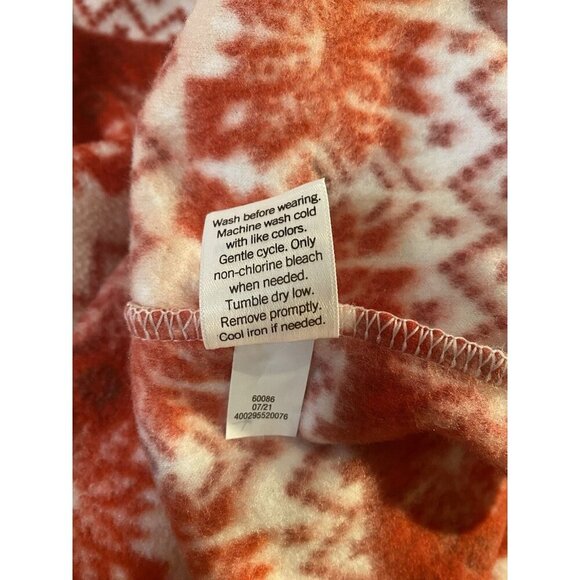 Wash before wearing.
Machine wash cold
with like colors.
Gentle cycle. Only
non-chlorine bleach
when needed.
Tumble dry low.
Remove promptly.
Cool iron if needed.
60086
07/21
400295520076